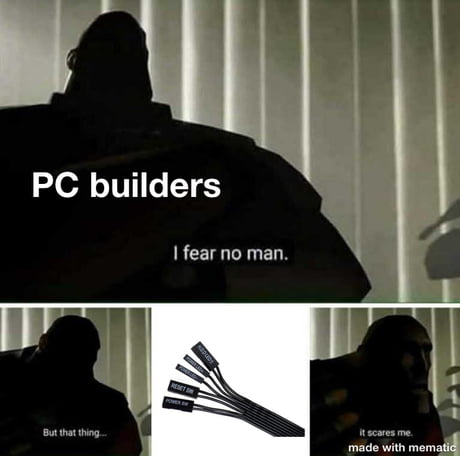 PC builders
I fear no man.
But that thing...
RESET SW
POWER SW
it scares me.
made with mematic